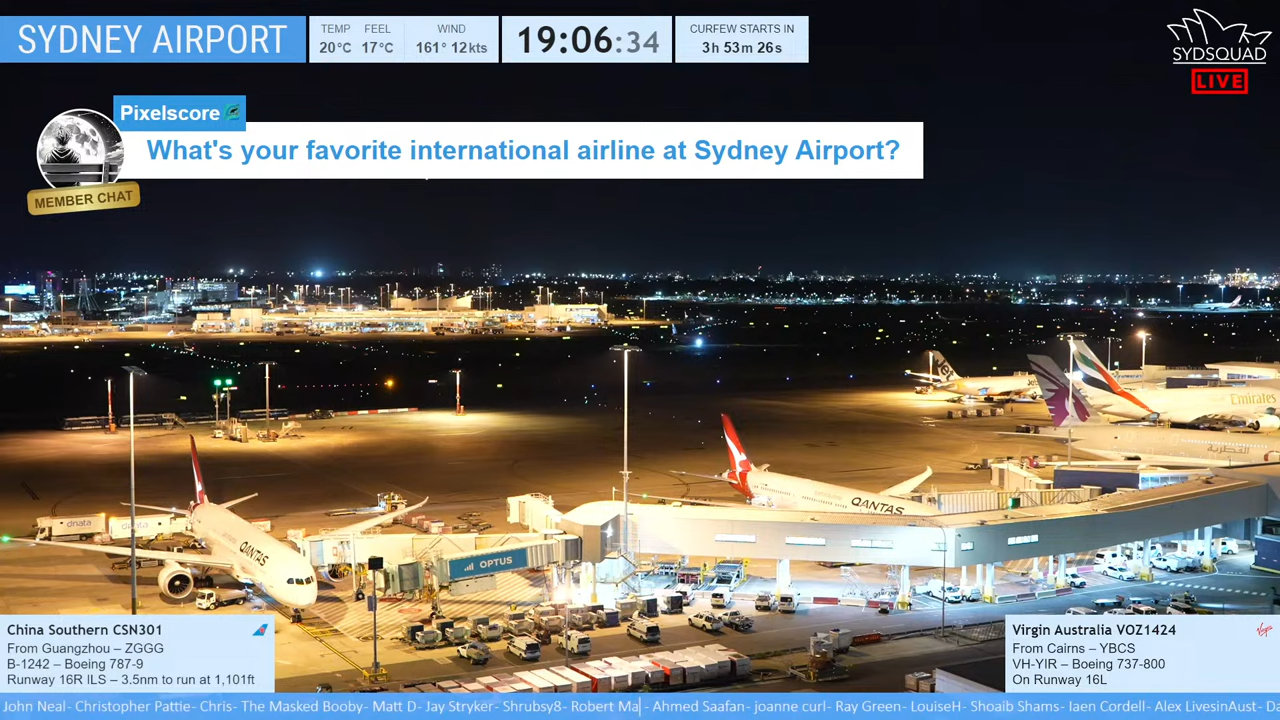 SYDNEY AIRPORT
TEMP FEEL WIND
20°C 17°C 161° 12kts
19:06:34
CURFEW STARTS IN
3h 53m 26s
SYDSQUAD
LIVE
Pixelscore
What's your favorite international airline at Sydney Airport?
MEMBER CHAT
Emirates
القطرية
QANTAS
QANTAS
dnata
dnata
OPTUS
China Southern CSN301
From Guangzhou – ZGGG
B-1242 – Boeing 787-9
Runway 16R ILS – 3.5nm to run at 1,101ft
Virgin Australia VOZ1424
From Cairns – YBCS
VH-YIR – Boeing 737-800
On Runway 16L
John Neal- Christopher Pattie- Chris- The Masked Booby- Matt D- Jay Stryker- Shrubsy8- Robert Ma - Ahmed Saafan- joanne curl- Ray Green- LouiseH- Shoaib Shams- Iaen Cordell- Alex LivesinAust- Da